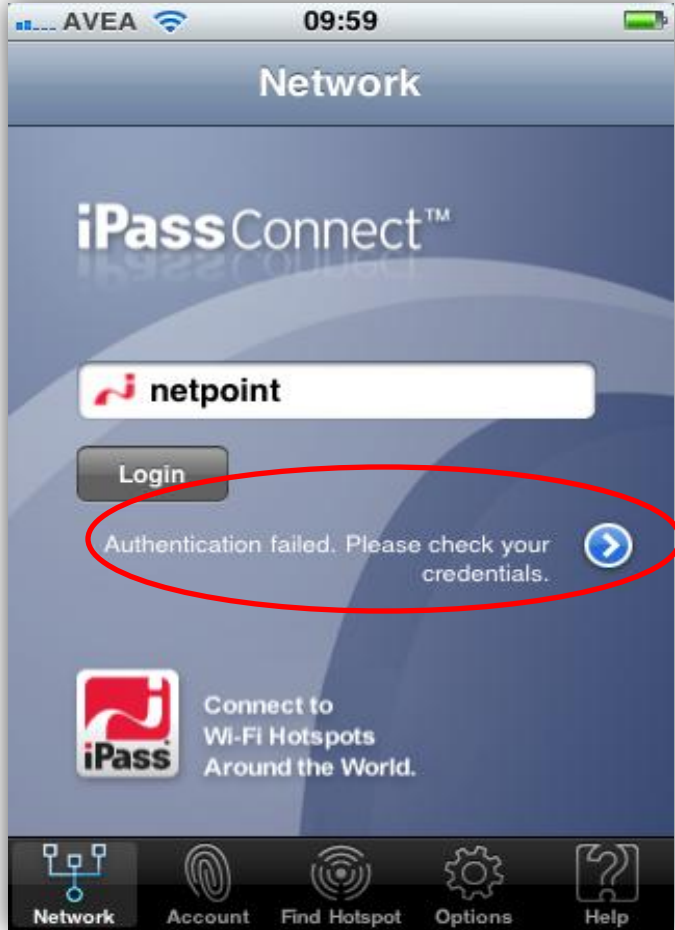 AVEA 09:59
Network
iPassConnect™
netpoint
Login
Authentication failed. Please check your
credentials.
iPass
Connect to
Wi-Fi Hotspots
Around the World.
Network Account Find Hotspot Options Help